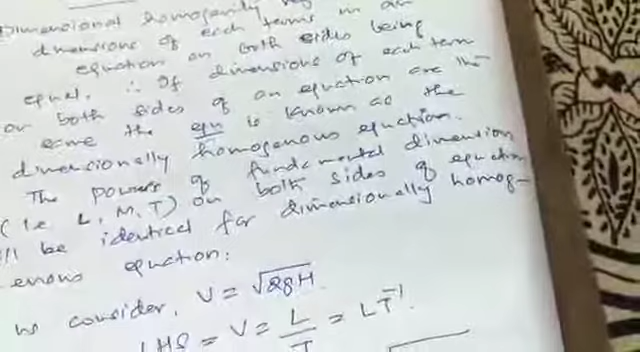 Dimensional homogeneity in an
dimensions of each terms
equation on both sides being
equal. ∴ If dimensions of each term
on both sides of an equation are the
same the eqn is known as the
dimensionally homogenous equation.
The powers of fundamental dimension
(i.e L, M, T) on both sides of equation
be identical for dimensionally homog-
enous equation.
consider, V = √2gH
LHS = V = L/T = LT⁻¹.